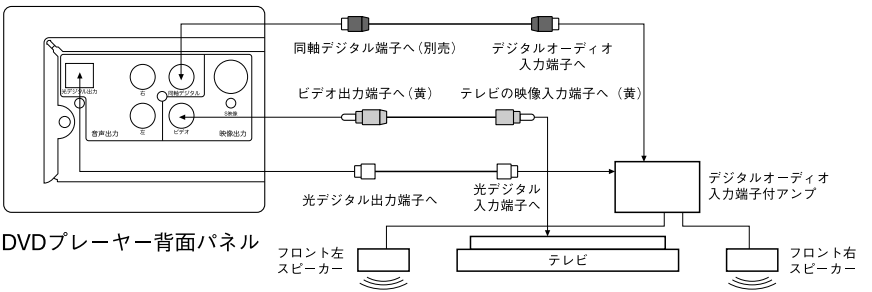 同軸デジタル端子へ(別売)
デジタルオーディオ
入力端子へ
ビデオ出力端子へ(黄)
テレビの映像入力端子へ(黄)
光デジタル出力
右
同軸デジタル
S映像
音声出力
左
ビデオ
映像出力
光デジタル出力端子へ
光デジタル
入力端子へ
デジタルオーディオ
入力端子付アンプ
DVDプレーヤー背面パネル
フロント左
スピーカー
テレビ
フロント右
スピーカー